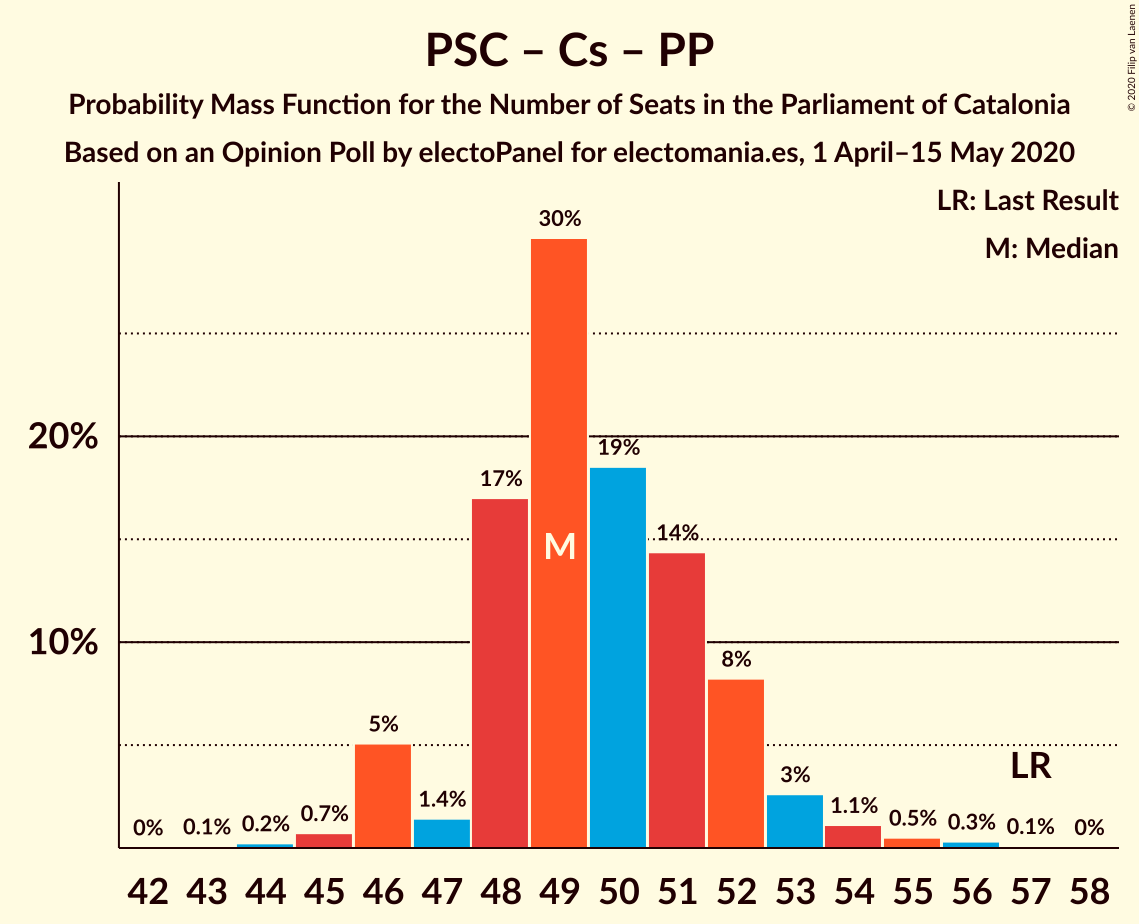 PSC – Cs – PP
Probability Mass Function for the Number of Seats in the Parliament of Catalonia
Based on an Opinion Poll by electoPanel for electomania.es, 1 April–15 May 2020
© 2020 Filip van Laenen
LR: Last Result
M: Median
30%
20%
19%
17%
14%
M
10%
8%
5%
LR
3%
1.4%
1.1%
0.7%
0.5%
0.3%
0.2%
0% 0.1% 0.1% 0%
42 43 44 45 46 47 48 49 50 51 52 53 54 55 56 57 58